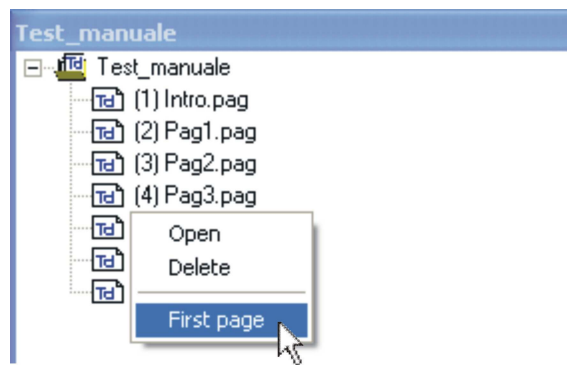 Test_manuale
Test_manuale
(1) Intro.pag
(2) Pag1.pag
(3) Pag2.pag
(4) Pag3.pag
Open
Delete
First page